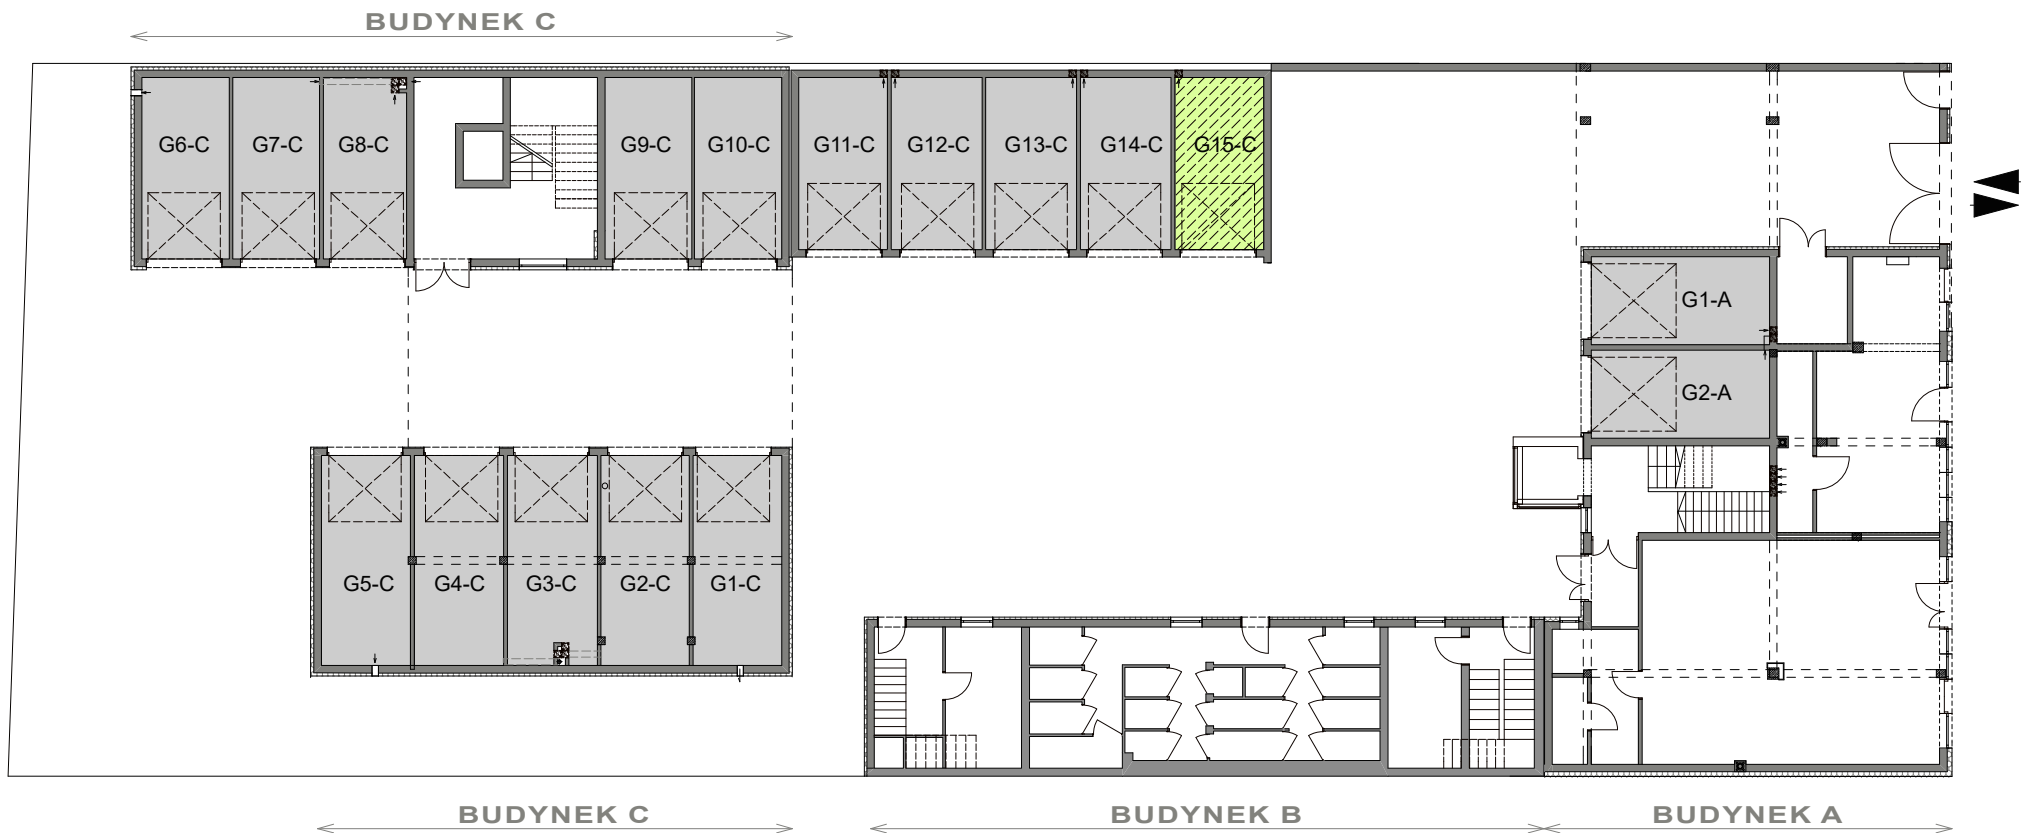 BUDYNEK C
G6-C G7-C G8-C G9-C G10-C G11-C G12-C G13-C G14-C G15-C
G1-A
G2-A
G5-C G4-C G3-C G2-C G1-C
BUDYNEK C BUDYNEK B BUDYNEK A